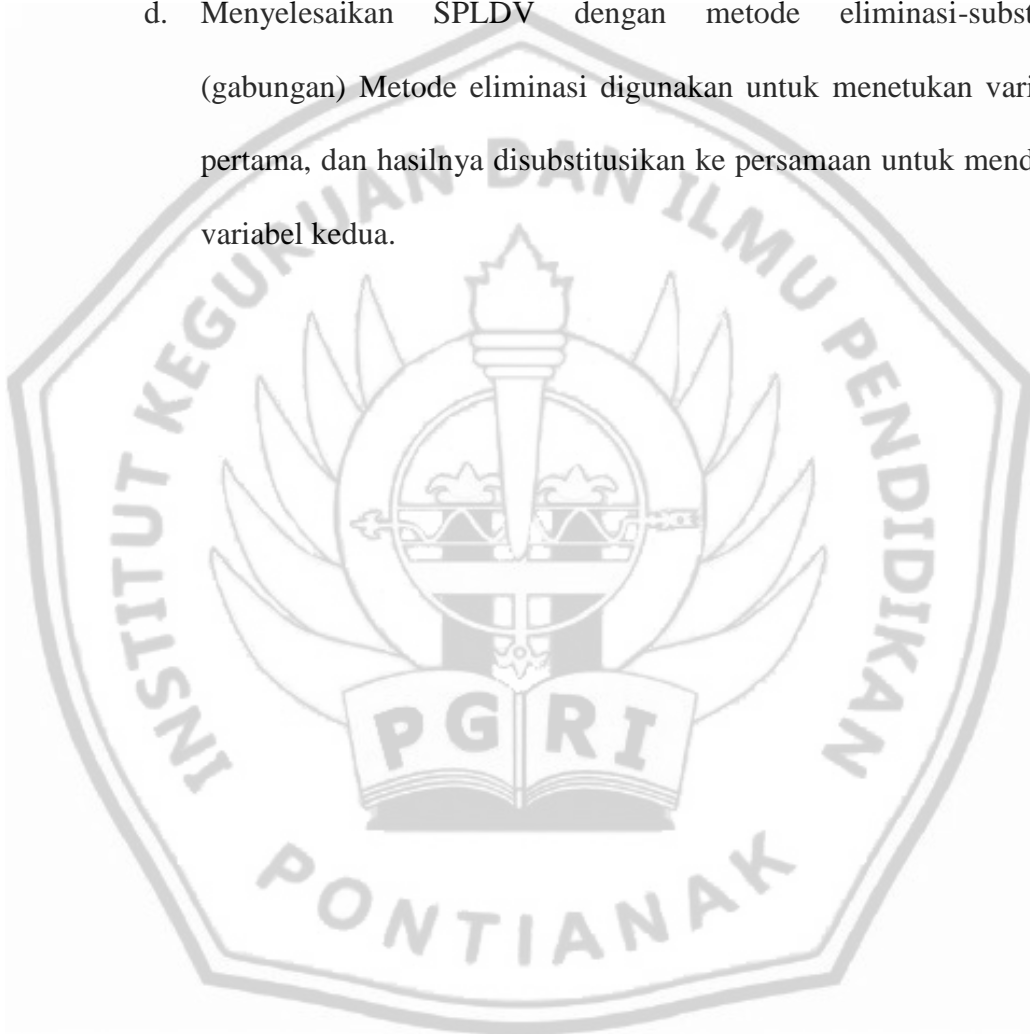 d. Menyelesaikan SPLDV dengan metode eliminasi-subst
(gabungan) Metode eliminasi digunakan untuk menetukan vari
pertama, dan hasilnya disubstitusikan ke persamaan untuk mend
variabel kedua.
INSTITUT KEGURUAN DAN ILMU PENDIDIKAN
PGRI
PONTIANAK